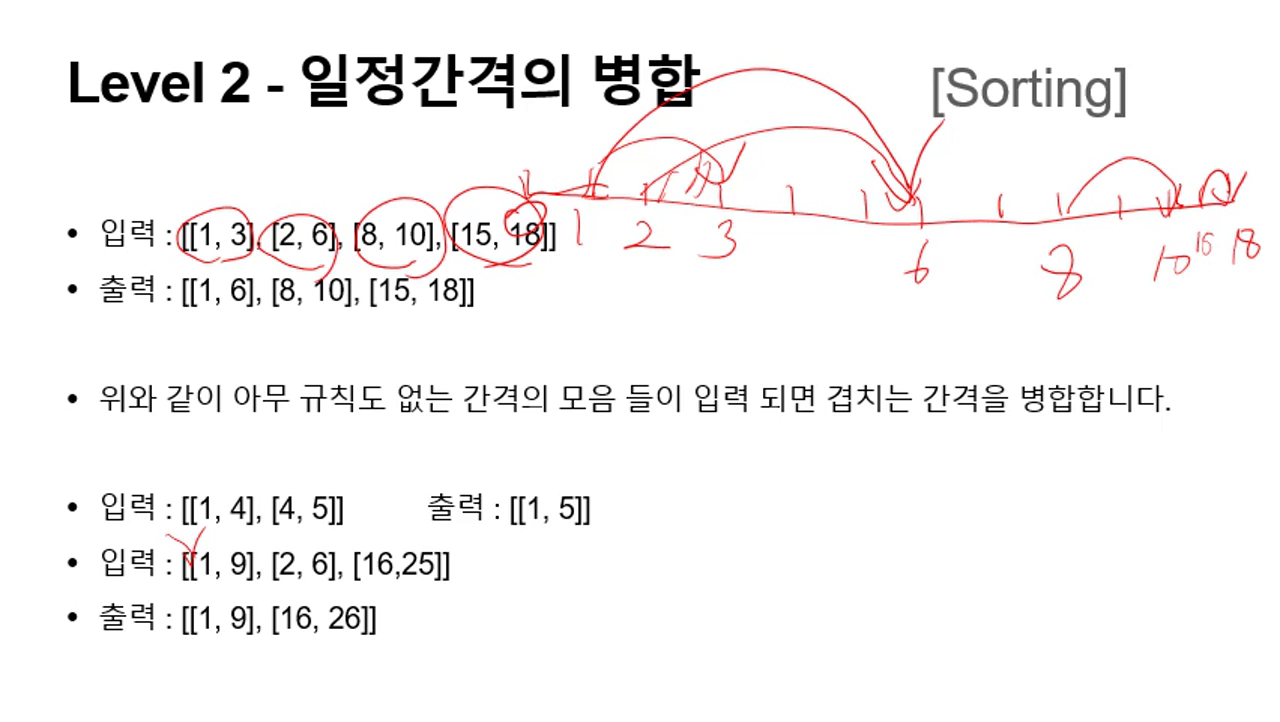 Level 2 - 일정간격의 병합
[Sorting]
• 입력 : [[1, 3], [2, 6], [8, 10], [15, 18]]
1 2 3 6 8 10 15 18
• 출력 : [[1, 6], [8, 10], [15, 18]]
• 위와 같이 아무 규칙도 없는 간격의 모음 들이 입력 되면 겹치는 간격을 병합합니다.
• 입력 : [[1, 4], [4, 5]] 출력 : [[1, 5]]
• 입력 : [[1, 9], [2, 6], [16,25]]
• 출력 : [[1, 9], [16, 26]]